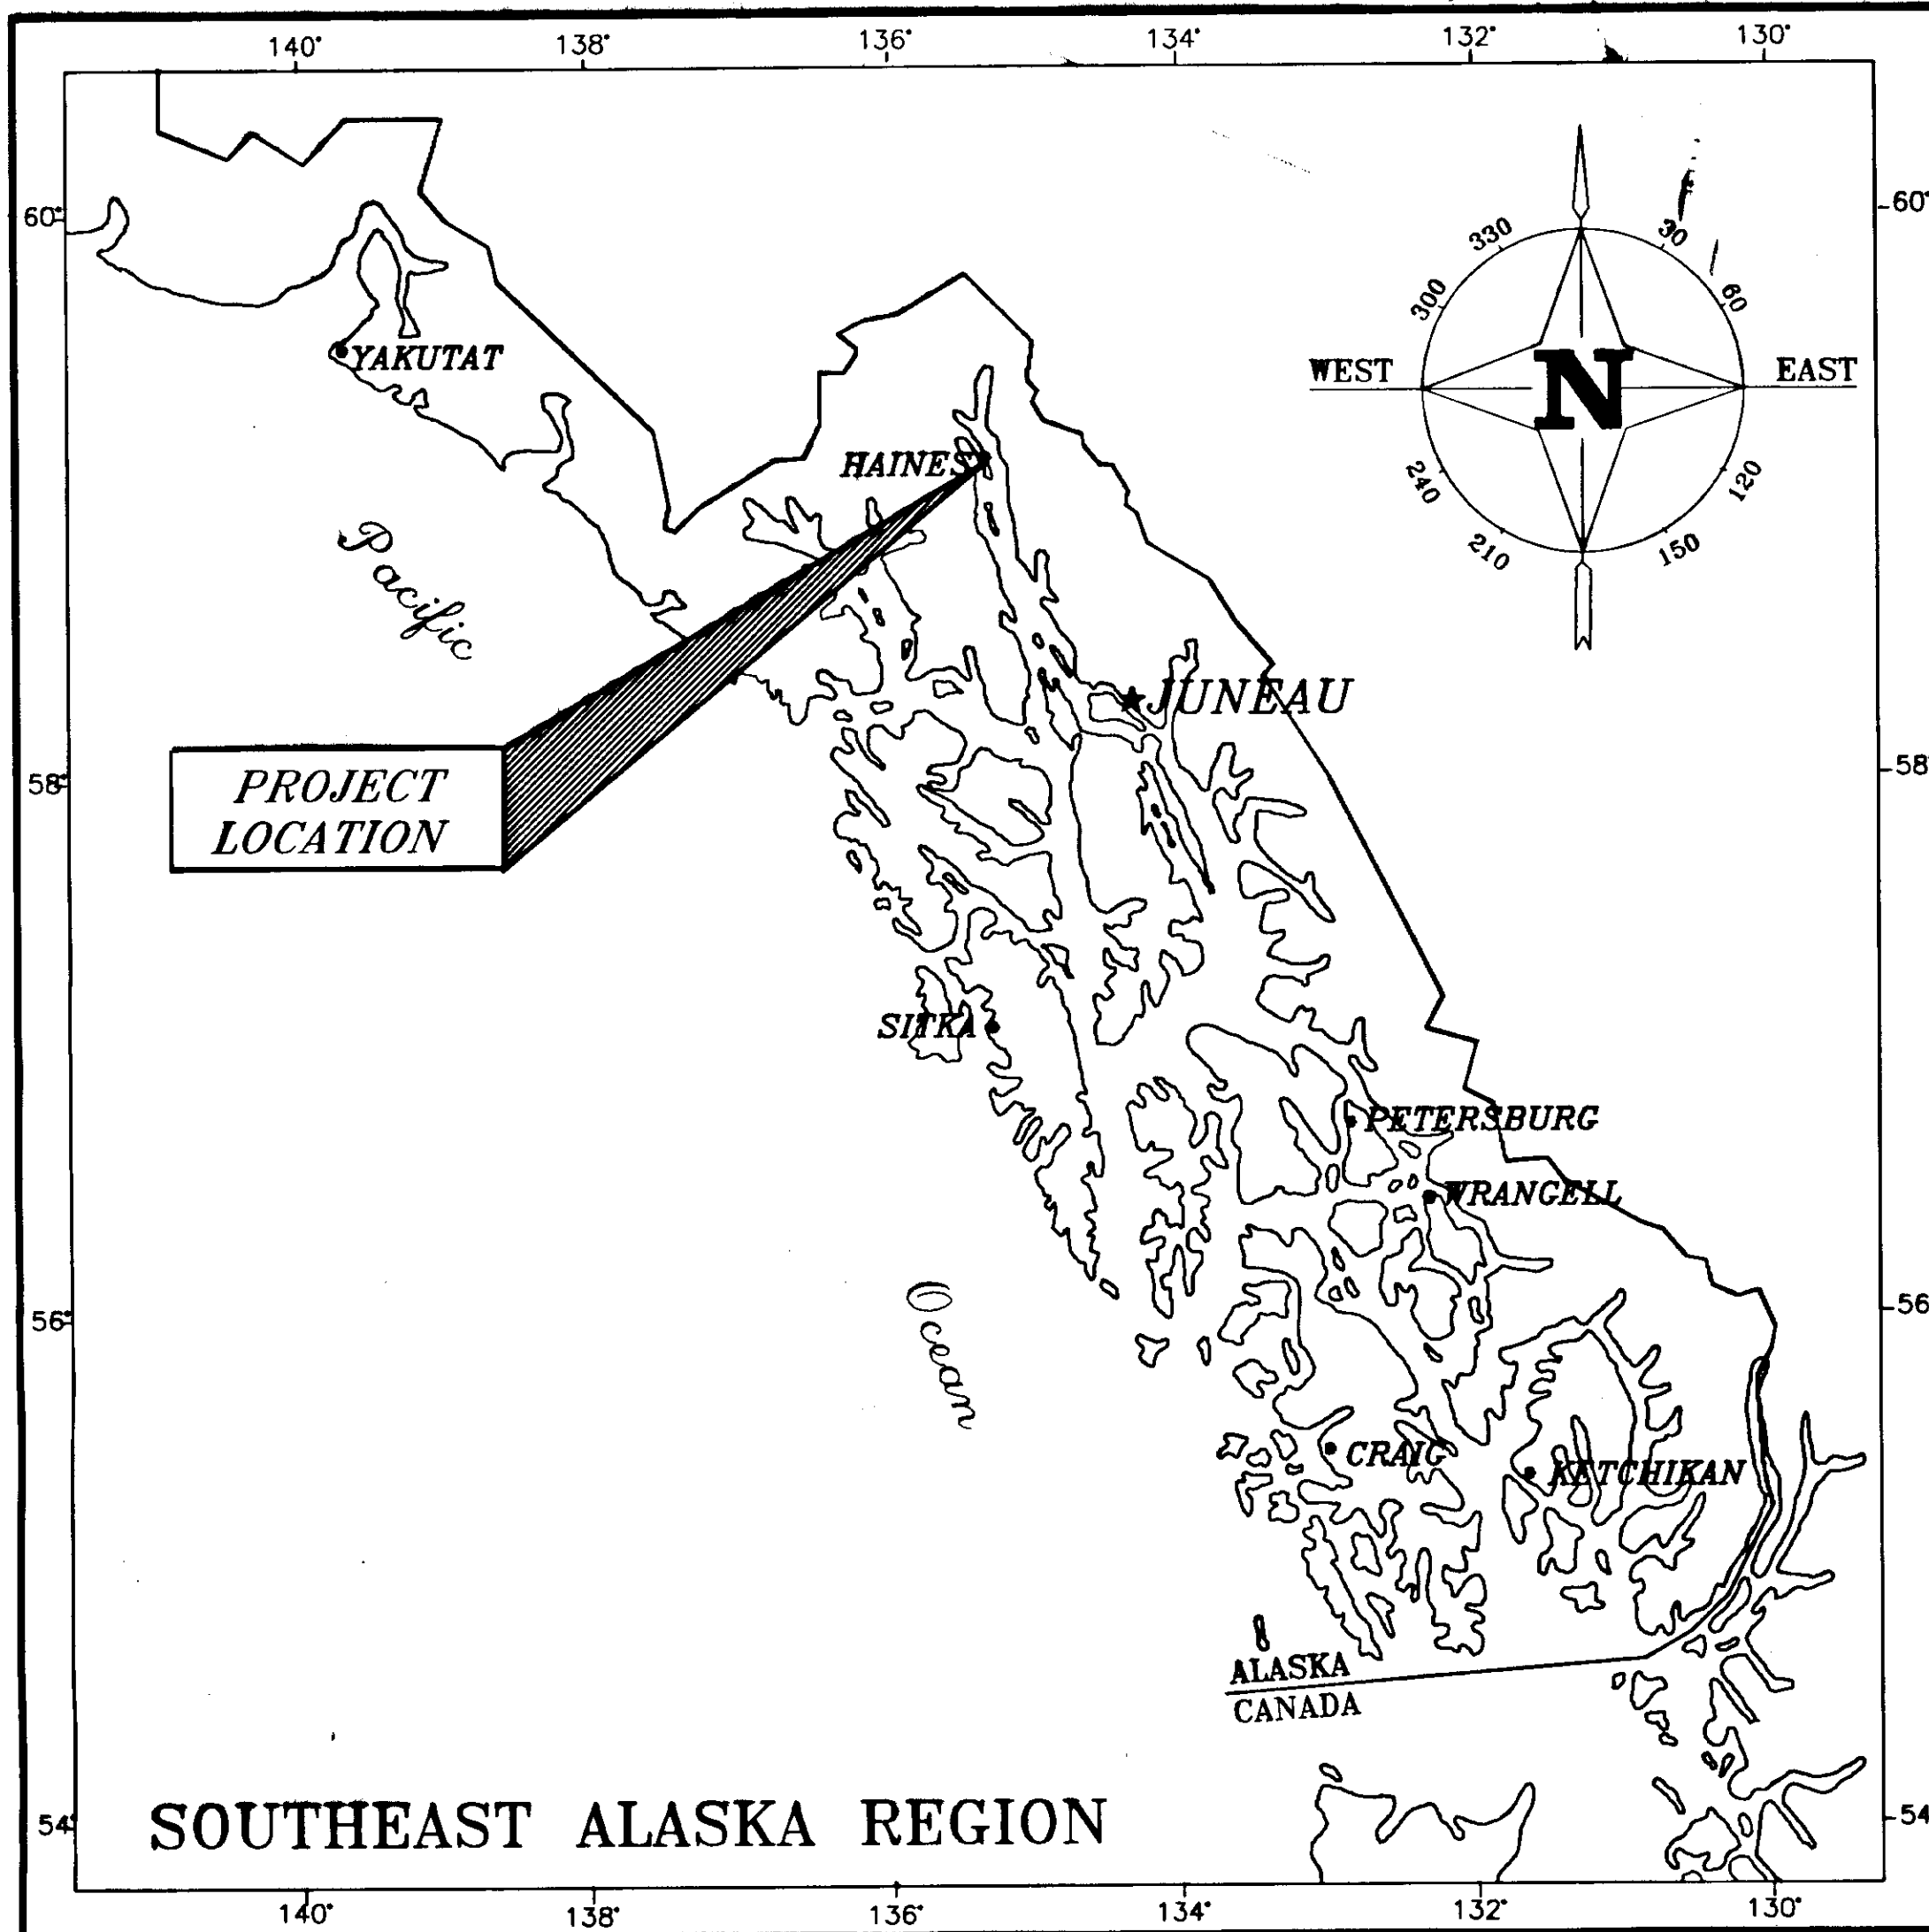 140° 138° 136° 134° 132° 130°
60° 60°
330 30
300 60
WEST N EAST
240 120
210 150
YAKUTAT
HAINES
Pacific
JUNEAU
58° 58°
PROJECT
LOCATION
SITKA
PETERSBURG
WRANGELL
56° 56
Ocean
CRAIG
KETCHIKAN
ALASKA
CANADA
54° 54
SOUTHEAST ALASKA REGION
140° 138° 136° 134° 132° 130°